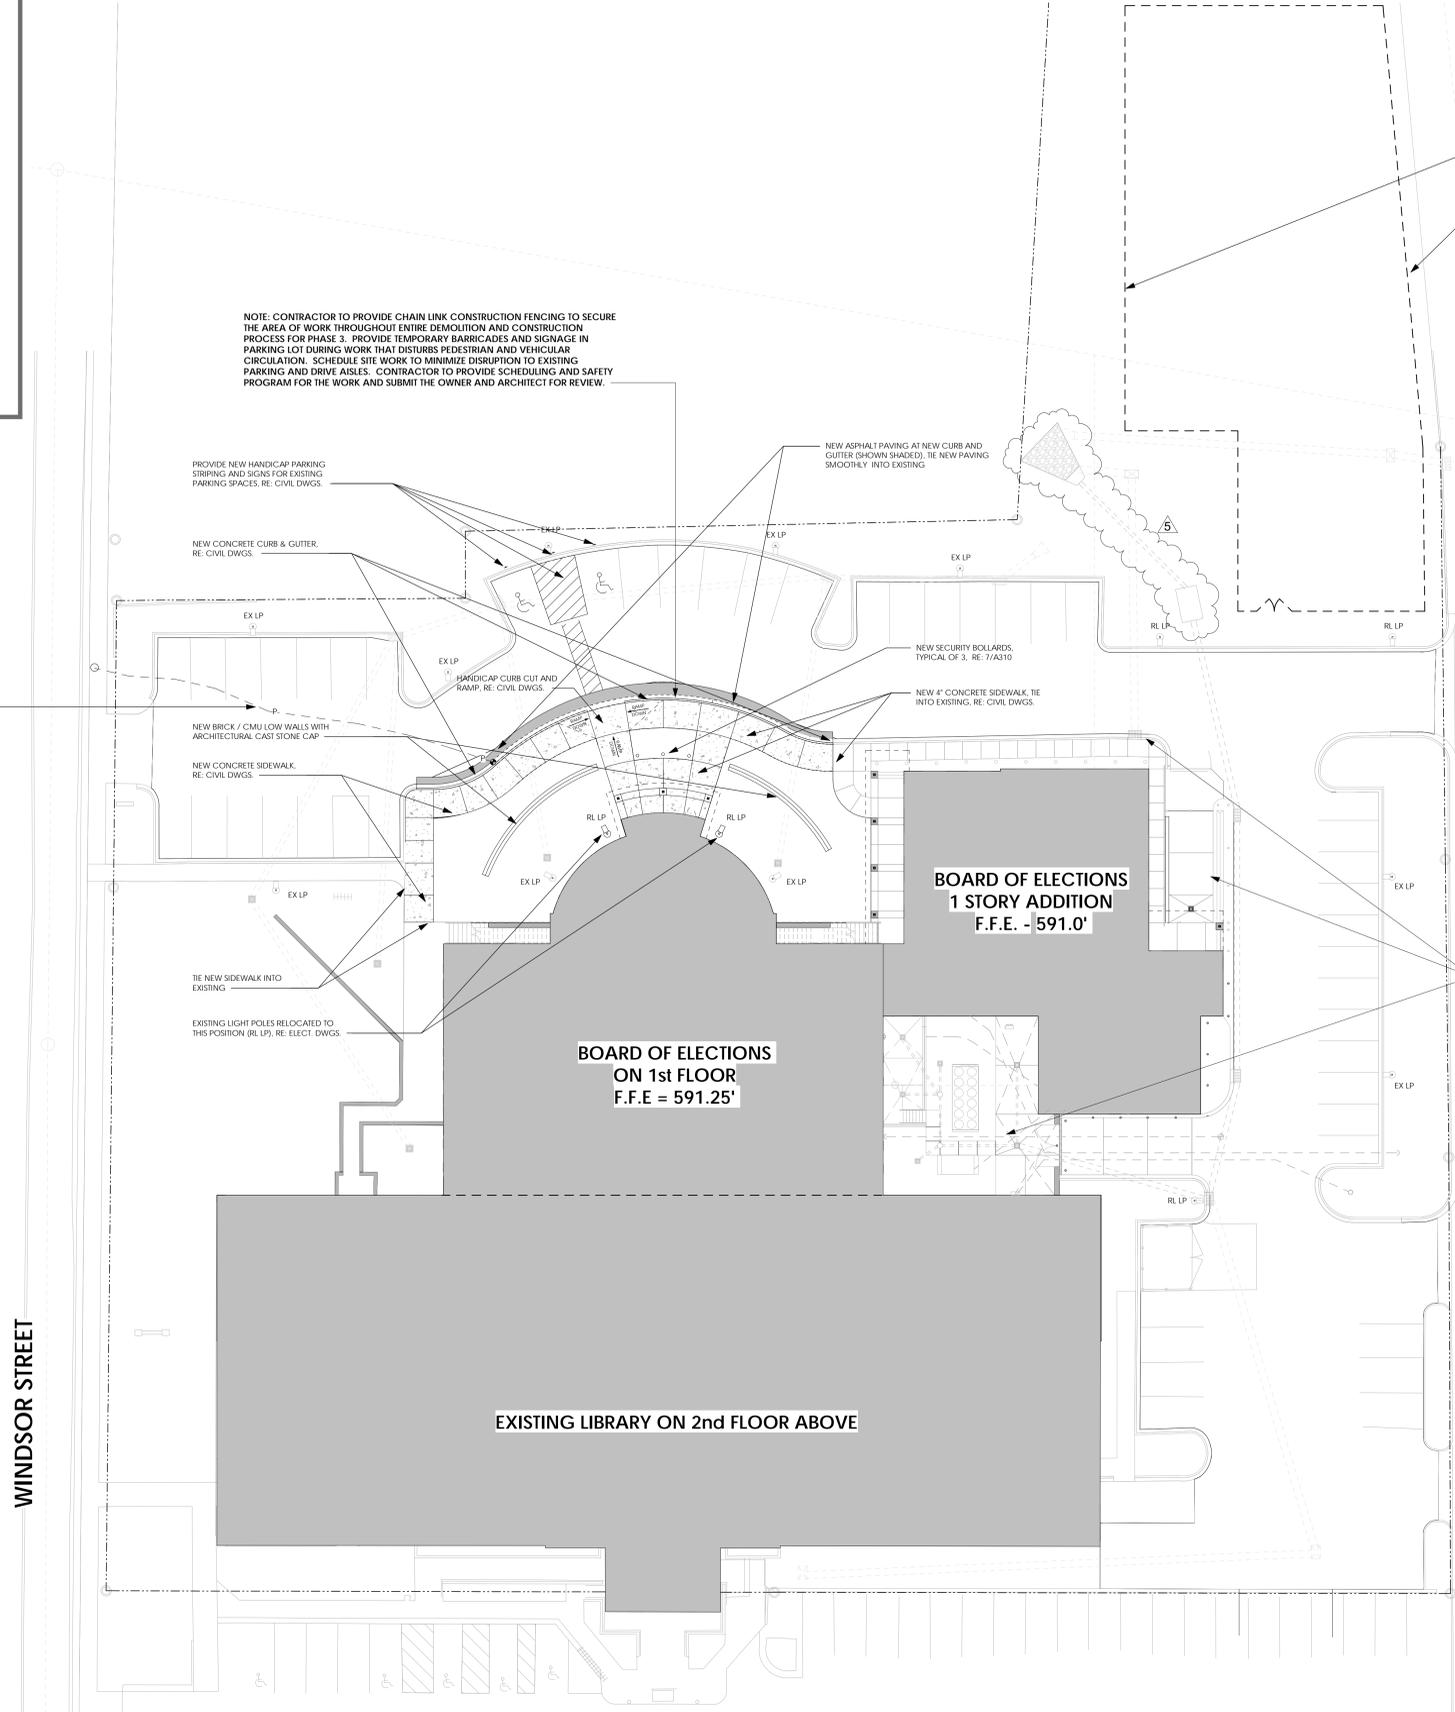 NOTE: CONTRACTOR TO PROVIDE CHAIN LINK CONSTRUCTION FENCING TO SECURE
THE AREA OF WORK THROUGHOUT ENTIRE DEMOLITION AND CONSTRUCTION
PROCESS FOR PHASE 3. PROVIDE TEMPORARY BARRICADES AND SIGNAGE IN
PARKING LOT DURING WORK THAT DISTURBS PEDESTRIAN AND VEHICULAR
CIRCULATION. SCHEDULE SITE WORK TO MINIMIZE DISRUPTION TO EXISTING
PARKING AND DRIVE AISLES. CONTRACTOR TO PROVIDE SCHEDULING AND SAFETY
PROGRAM FOR THE WORK AND SUBMIT THE OWNER AND ARCHITECT FOR REVIEW.
NEW ASPHALT PAVING AT NEW CURB AND
GUTTER (SHOWN SHADED), TIE NEW PAVING
SMOOTHLY INTO EXISTING
PROVIDE NEW HANDICAP PARKING
STRIPING AND SIGNS FOR EXISTING
PARKING SPACES, RE: CIVIL DWGS.
5
EX LP
EX LP
NEW CONCRETE CURB & GUTTER,
RE: CIVIL DWGS.
EX LP
EX LP
RL LP
RL LP
NEW SECURITY BOLLARDS,
TYPICAL OF 3, RE: 7/A310
EX LP
HANDICAP CURB CUT AND
RAMP, RE: CIVIL DWGS.
NEW 4" CONCRETE SIDEWALK, TIE
INTO EXISTING, RE: CIVIL DWGS.
P
RAMP
DOWN
RAMP
DOWN
RAMP
DOWN
NEW BRICK / CMU LOW WALLS WITH
ARCHITECTURAL CAST STONE CAP
P
NEW CONCRETE SIDEWALK,
RE: CIVIL DWGS.
RL LP
RL LP
EX LP
EX LP
EX LP
EX LP
BOARD OF ELECTIONS
1 STORY ADDITION
F.F.E. - 591.0'
TIE NEW SIDEWALK INTO
EXISTING
EXISTING LIGHT POLES RELOCATED TO
THIS POSITION (RL LP), RE: ELECT. DWGS.
BOARD OF ELECTIONS
ON 1st FLOOR
F.F.E = 591.25'
EX LP
RL LP
WINDSOR STREET
EXISTING LIBRARY ON 2nd FLOOR ABOVE